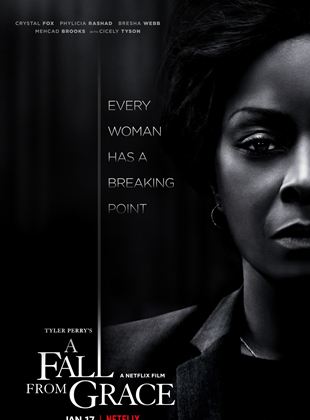 CRYSTAL FOX PHYLICIA RASHAD BRESHA WEBB
MEHCAD BROOKS WITH CICELY TYSON
EVERY
WOMAN
HAS A
BREAKING
POINT
TYLER PERRY'S
A
FALL
A NETFLIX FILM
FROM GRACE
JAN 17 | NETFLIX